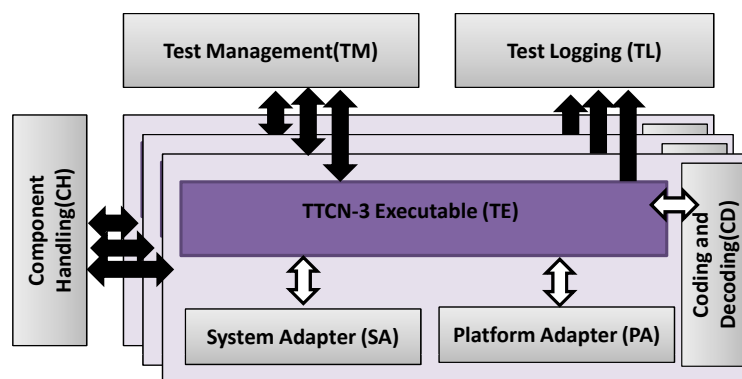 Test Management(TM)
Test Logging (TL)
Component
Handling(CH)
TTCN-3 Executable (TE)
Coding and
Decoding(CD)
System Adapter (SA)
Platform Adapter (PA)